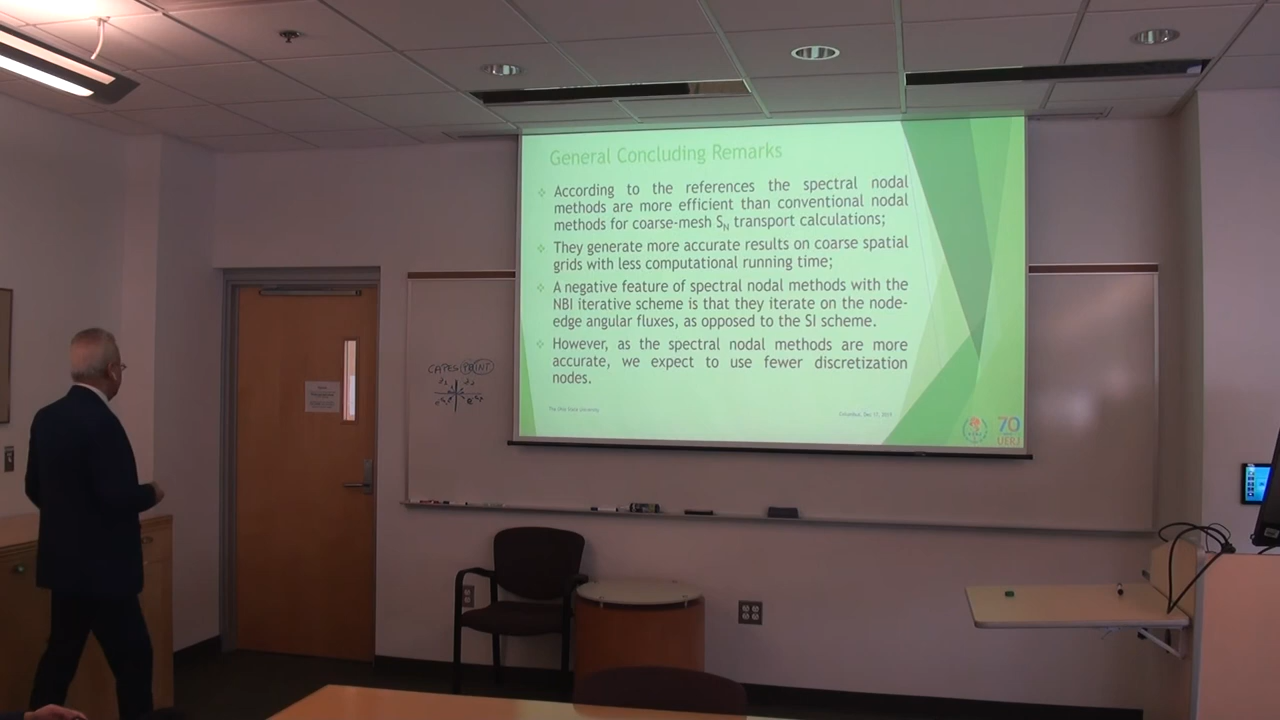 General Concluding Remarks
According to the references the spectral nodal
methods are more efficient than conventional nodal
methods for coarse-mesh SN transport calculations;
They generate more accurate results on coarse spatial
grids with less computational running time;
A negative feature of spectral nodal methods with the
NBI iterative scheme is that they iterate on the node-
edge angular fluxes, as opposed to the SI scheme.
However, as the spectral nodal methods are more
accurate, we expect to use fewer discretization
nodes.
The Ohio State University
Columbus, Dec
70
UERJ
CAPES PRINT